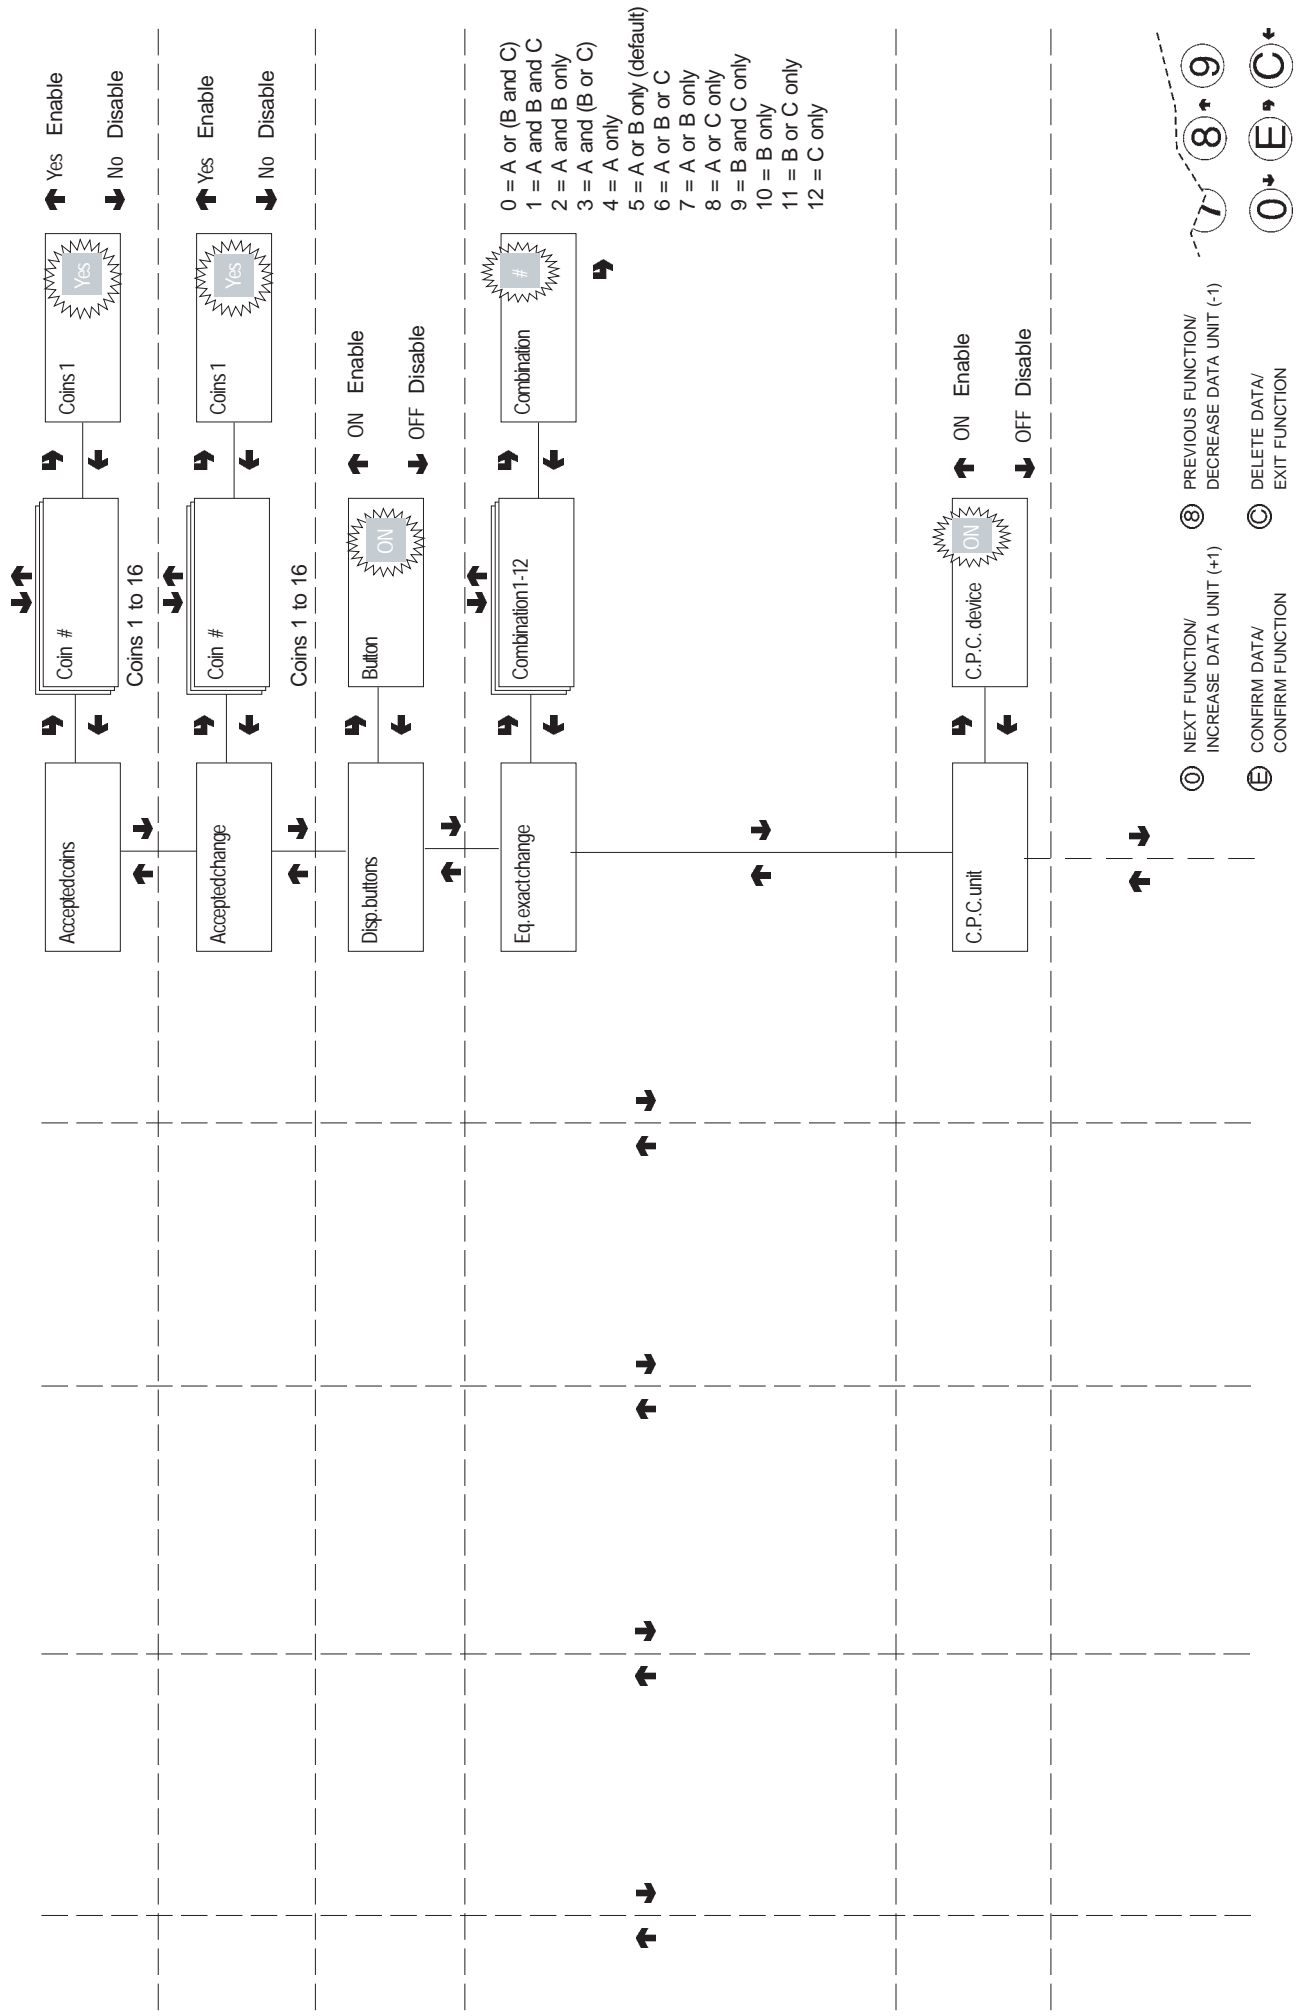 Accepted coins
Coin #
Coins 1 to 16
Coins 1
Yes
Yes Enable
No Disable
Accepted change
Coin #
Coins 1 to 16
Coins 1
Yes
Yes Enable
No Disable
Disp. buttons
Button
ON
ON Enable
OFF Disable
Eq. exact change
Combination 1-12
Combination
#
0 = A or (B and C)
1 = A and B and C
2 = A and B only
3 = A and (B or C)
4 = A only
5 = A or B only (default)
6 = A or B or C
7 = A or B only
8 = A or C only
9 = B and C only
10 = B only
11 = B or C only
12 = C only
C.P.C. unit
C.P.C. device
ON
ON Enable
OFF Disable
0 NEXT FUNCTION/
INCREASE DATA UNIT (+1)
8 PREVIOUS FUNCTION/
DECREASE DATA UNIT (-1)
E CONFIRM DATA/
CONFIRM FUNCTION
C DELETE DATA/
EXIT FUNCTION
7 8 9
0 E C